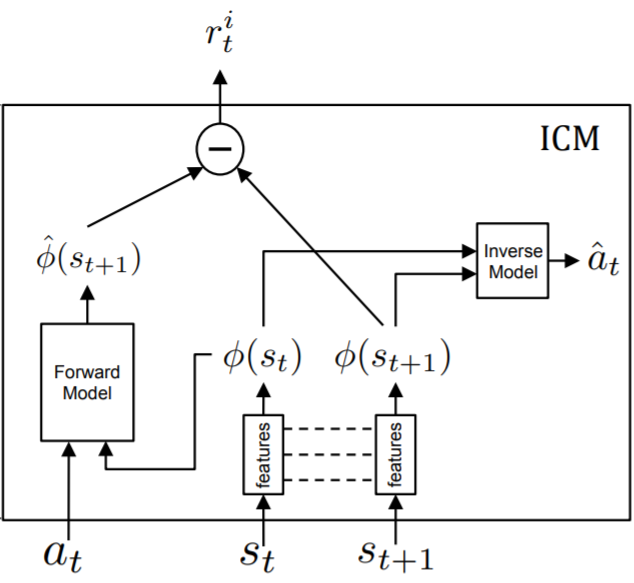 r_t^i
ICM
−
ϕ̂(s_{t+1})
Inverse
Model
â_t
Forward
Model
ϕ(s_t)
ϕ(s_{t+1})
features
features
a_t
s_t
s_{t+1}